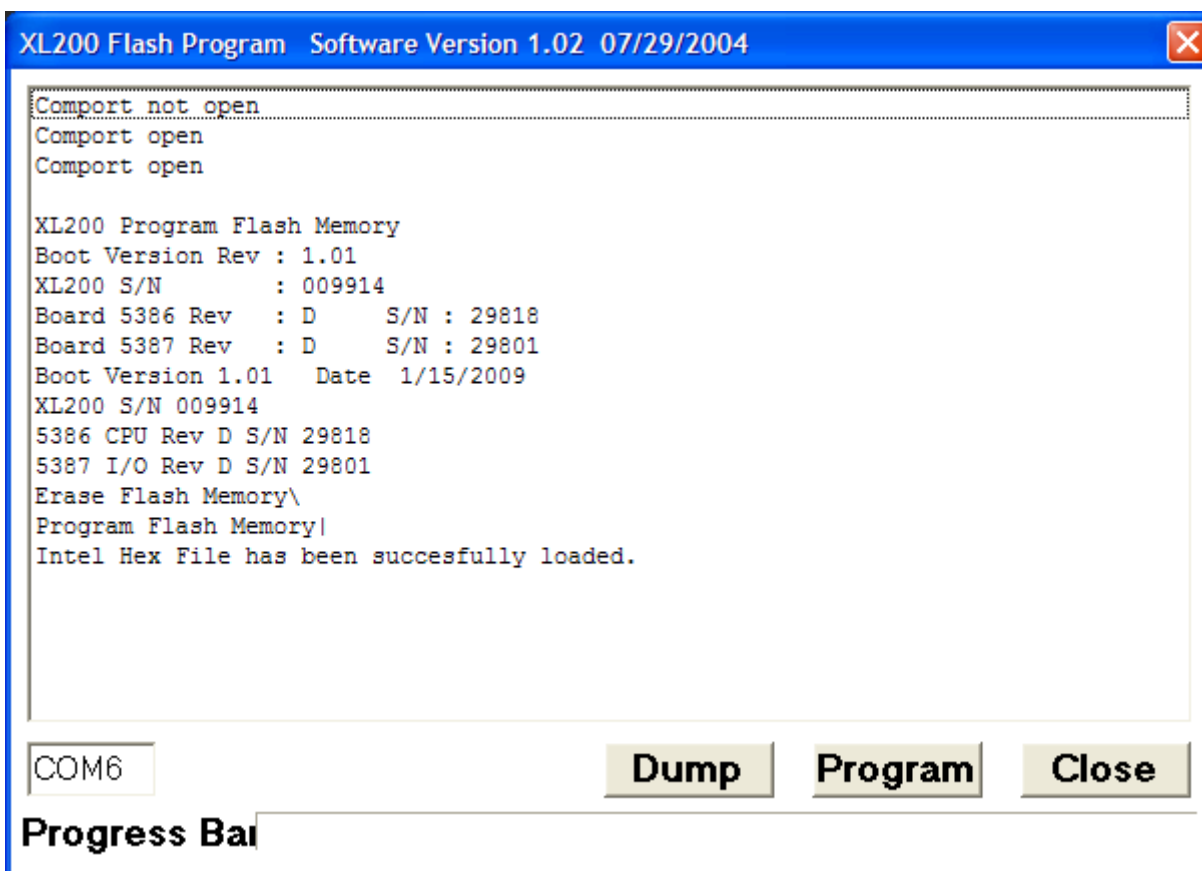 XL200 Flash Program   Software Version 1.02  07/29/2004
Comport not open
Comport open
Comport open
XL200 Program Flash Memory
Boot Version Rev : 1.01
XL200 S/N       : 009914
Board 5386 Rev   : D     S/N : 29818
Board 5387 Rev   : D     S/N : 29801
Boot Version 1.01   Date  1/15/2009
XL200 S/N 009914
5386 CPU Rev D S/N 29818
5387 I/O Rev D S/N 29801
Erase Flash Memory\
Program Flash Memory|
Intel Hex File has been succesfully loaded.
COM6
Dump
Program
Close
Progress Bar